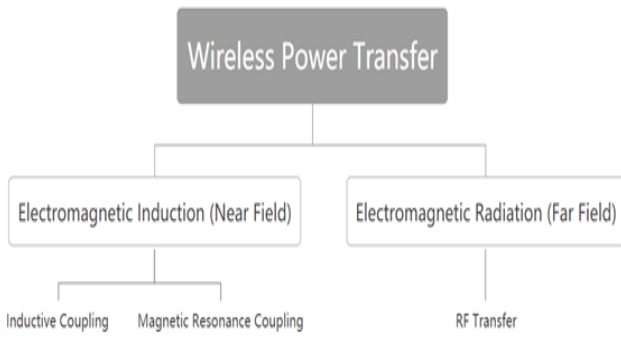 Wireless Power Transfer
Electromagnetic Induction (Near Field)
Electromagnetic Radiation (Far Field)
Inductive Coupling
Magnetic Resonance Coupling
RF Transfer